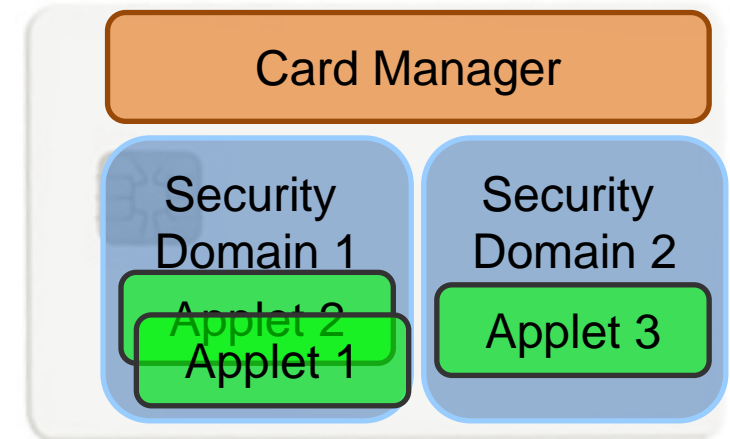 Card Manager
Security
Domain 1
Applet 2
Applet 1
Security
Domain 2
Applet 3